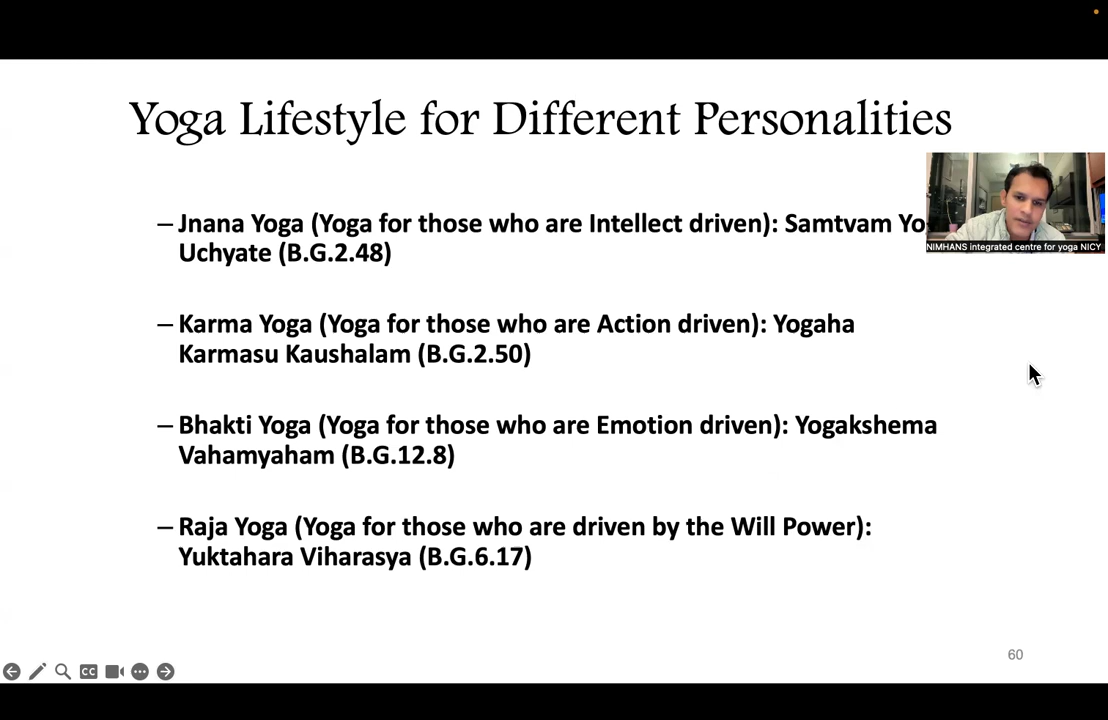 Yoga Lifestyle for Different Personalities
– Jnana Yoga (Yoga for those who are Intellect driven): Samtvam
Uchyate (B.G.2.48)
NIMHANS integrated centre for yoga NICY
– Karma Yoga (Yoga for those who are Action driven): Yogaha
Karmasu Kaushalam (B.G.2.50)
– Bhakti Yoga (Yoga for those who are Emotion driven): Yogakshema
Vahamyaham (B.G.12.8)
– Raja Yoga (Yoga for those who are driven by the Will Power):
Yuktahara Viharasya (B.G.6.17)
60
CC